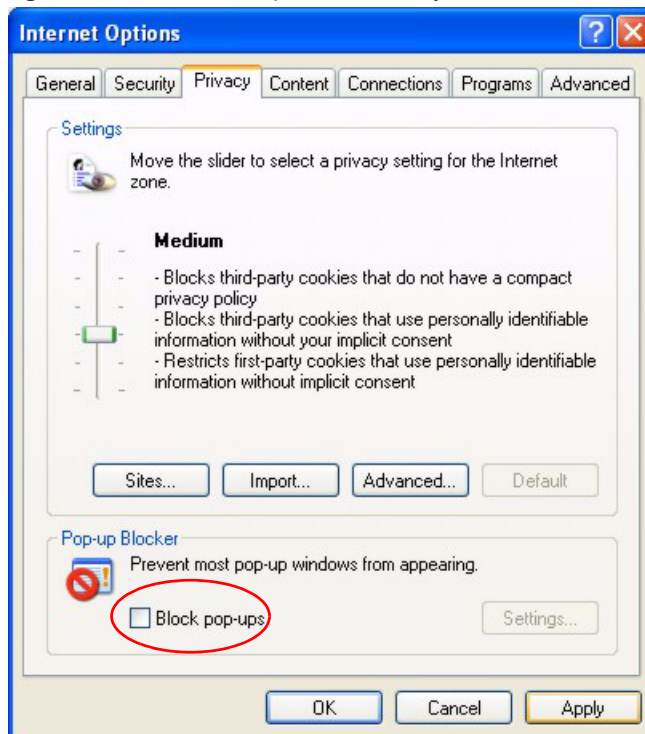 Internet Options
General Security Privacy Content Connections Programs Advanced
Settings
Move the slider to select a privacy setting for the Internet
zone.
Medium
- Blocks third-party cookies that do not have a compact
privacy policy
- Blocks third-party cookies that use personally identifiable
information without your implicit consent
- Restricts first-party cookies that use personally identifiable
information without implicit consent
Sites... Import... Advanced... Default
Pop-up Blocker
Prevent most pop-up windows from appearing.
Block pop-ups Settings...
OK Cancel Apply